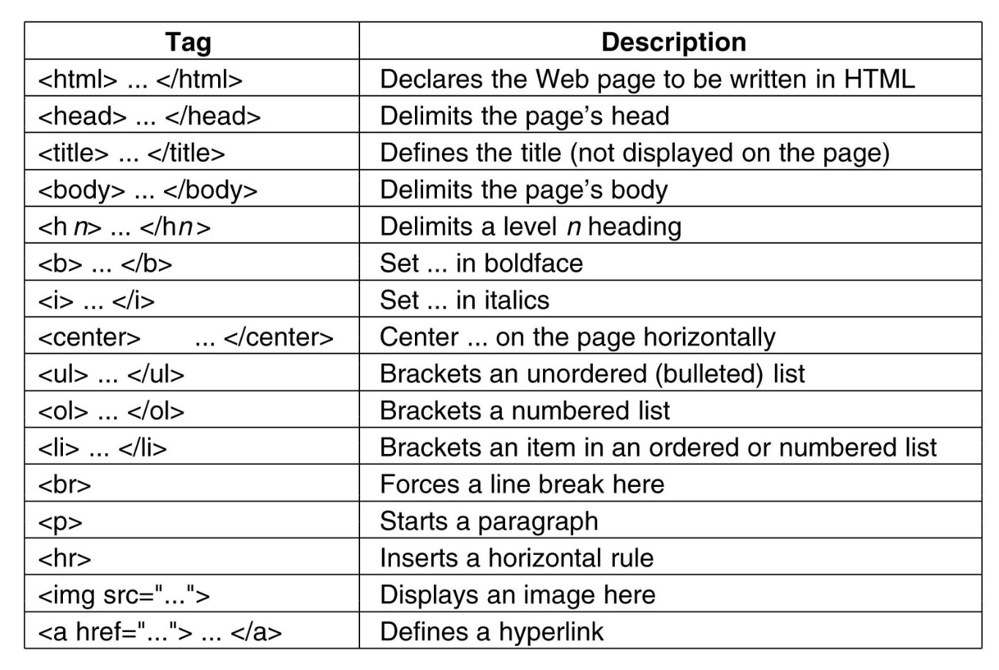 Tag Description
<html> ... </html> Declares the Web page to be written in HTML
<head> ... </head> Delimits the page’s head
<title> ... </title> Defines the title (not displayed on the page)
<body> ... </body> Delimits the page’s body
<h n> ... </hn> Delimits a level n heading
<b> ... </b> Set ... in boldface
<i> ... </i> Set ... in italics
<center> ... </center> Center ... on the page horizontally
<ul> ... </ul> Brackets an unordered (bulleted) list
<ol> ... </ol> Brackets a numbered list
<li> ... </li> Brackets an item in an ordered or numbered list
<br> Forces a line break here
<p> Starts a paragraph
<hr> Inserts a horizontal rule
<img src="..."> Displays an image here
<a href="..."> ... </a> Defines a hyperlink